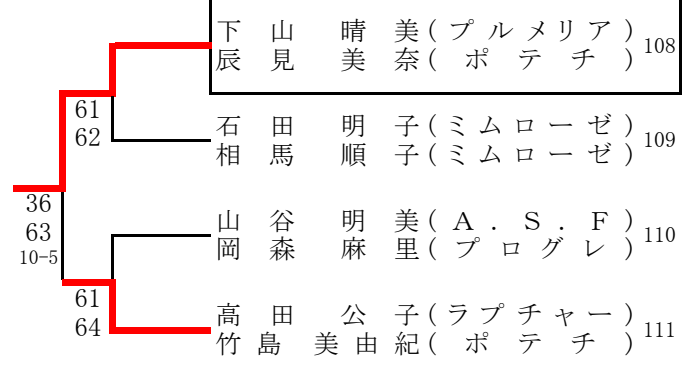 下山 晴美(プルメリア) 108
辰見 美奈(ポテチ)
61
62
石田 明子(ミムローゼ) 109
相馬 順子(ミムローゼ)
36
63
10-5
山谷 明美(A.S.F) 110
岡森 麻里(プログレ)
61
64
高田 公子(ラプチャー) 111
竹島 美由紀(ポテチ)